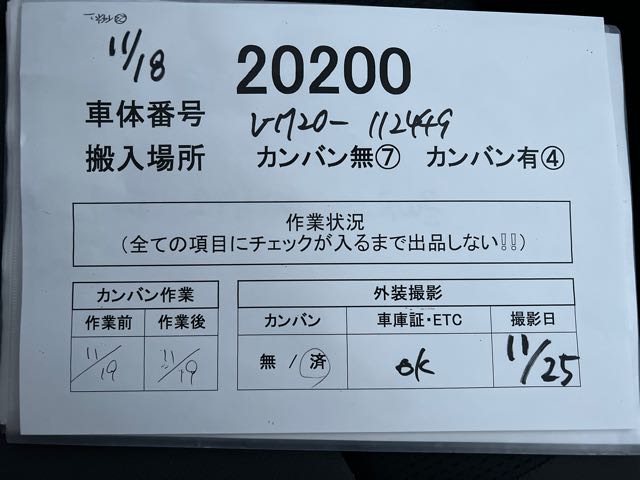 11/18
20200
車体番号 VM20-112449
搬入場所 カンバン無⑦ カンバン有④
作業状況
(全ての項目にチェックが入るまで出品しない!!)
カンバン作業
作業前 作業後
11/19 11/19
外装撮影
カンバン 車庫証・ETC 撮影日
無 / 済 ok 11/25